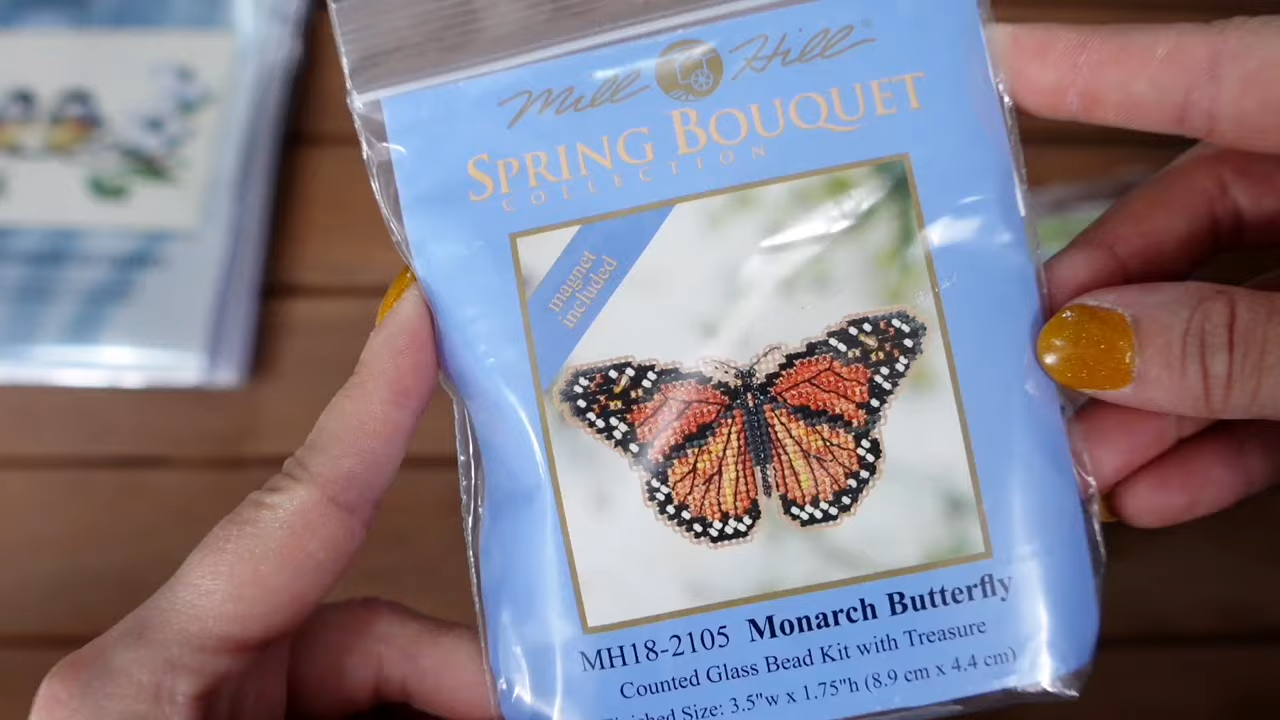 Mill Hill
SPRING BOUQUET
COLLECTION
magnet
included
MH18-2105 Monarch Butterfly
Counted Glass Bead Kit with Treasure
Finished Size: 3.5"w x 1.75"h (8.9 cm x 4.4 cm)